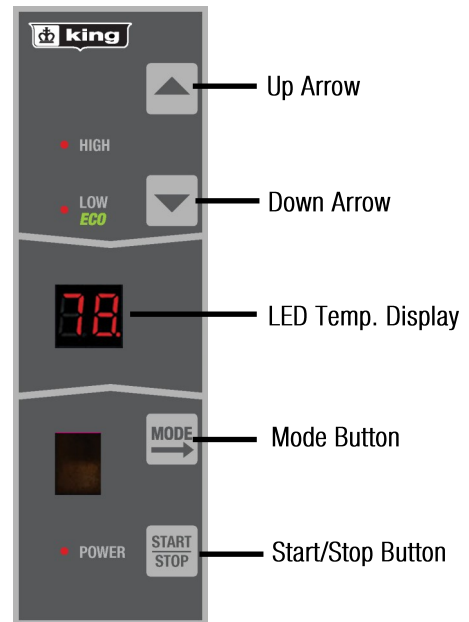 king
Up Arrow
HIGH
LOW
ECO
Down Arrow
78.
LED Temp. Display
MODE
Mode Button
POWER
START
STOP
Start/Stop Button